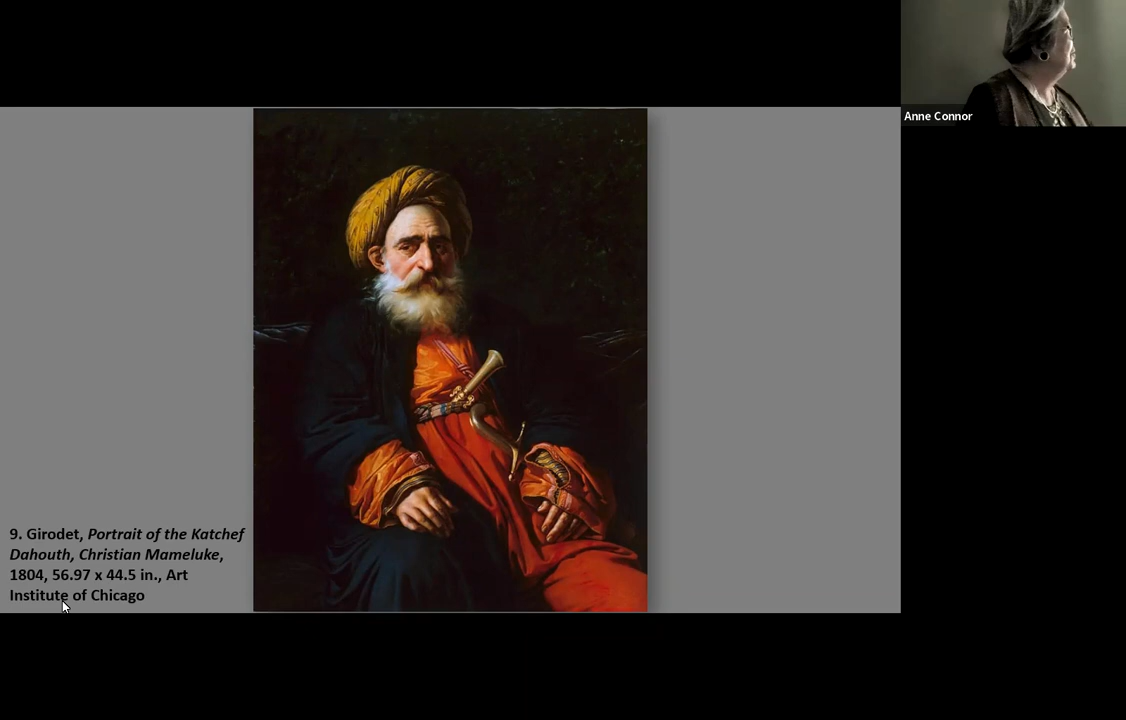 Anne Connor
9. Girodet, Portrait of the Katchef
Dahouth, Christian Mameluke,
1804, 56.97 x 44.5 in., Art
Institute of Chicago